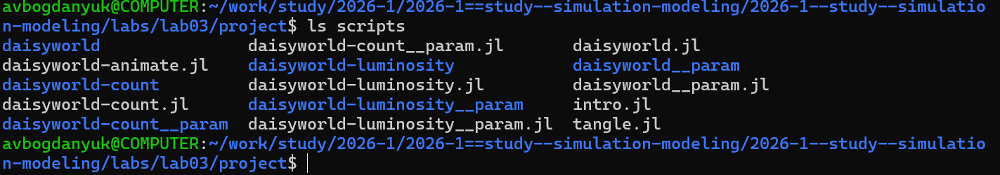 avbogdanyuk@COMPUTER:~/work/study/2026-1/2026-1==study--simulation-modeling/2026-1--study--simulatio
n-modeling/labs/lab03/project$ ls scripts
daisyworld daisyworld-count__param.jl daisyworld.jl
daisyworld-animate.jl daisyworld-luminosity daisyworld__param
daisyworld-count daisyworld-luminosity.jl daisyworld__param.jl
daisyworld-count.jl daisyworld-luminosity__param intro.jl
daisyworld-count__param daisyworld-luminosity__param.jl tangle.jl
avbogdanyuk@COMPUTER:~/work/study/2026-1/2026-1==study--simulation-modeling/2026-1--study--simulatio
n-modeling/labs/lab03/project$